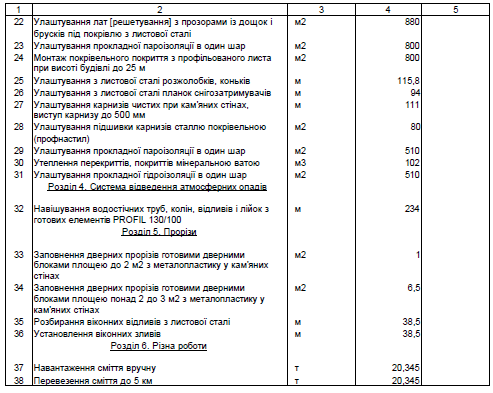 1 2 3 4 5
22 Улаштування лат [решетування] з прозорами із дощок і м2 880
брусків під покрівлю з листової сталі
23 Улаштування прокладної пароізоляції в один шар м2 800
24 Монтаж покрівельного покриття з профільованого листа м2 800
при висоті будівлі до 25 м
25 Улаштування з листової сталі розжолобків, коньків м 115,8
26 Улаштування з листової сталі планок снігозатримувачів м 94
27 Улаштування карнизів чистих при кам'яних стінах, м 111
виступ карнизу до 500 мм
28 Улаштування підшивки карнизів сталлю покрівельною м2 80
(профнастил)
29 Улаштування прокладної пароізоляції в один шар м2 510
30 Утеплення перекриттів, покриттів мінеральною ватою м3 102
31 Улаштування прокладної гідроізоляції в один шар м2 510
Розділ 4. Система відведення атмосферних опадів
32 Навішування водостічних труб, колін, відливів і лійок з м 234
готових елементів PROFIL 130/100
Розділ 5. Прорізи
33 Заповнення дверних прорізів готовими дверними м2 1
блоками площею до 2 м2 з металопластику у кам'яних
стінах
34 Заповнення дверних прорізів готовими дверними м2 6,5
блоками площею понад 2 до 3 м2 з металопластику у
кам'яних стінах
35 Розбирання віконних відливів з листової сталі м 38,5
36 Установлення віконних зливів м 38,5
Розділ 6. Різна роботи
37 Навантаження сміття вручну т 20,345
38 Перевезення сміття до 5 км т 20,345